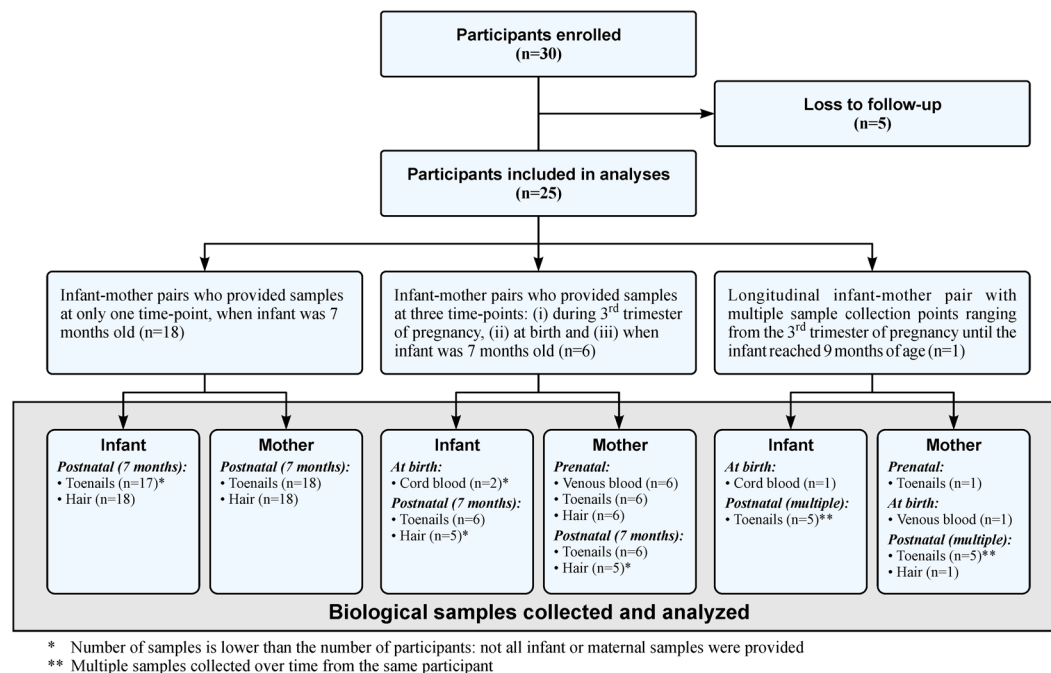 Participants enrolled
(n=30)
Loss to follow-up
(n=5)
Participants included in analyses
(n=25)
Infant-mother pairs who provided samples
at only one time-point, when infant was 7
months old (n=18)
Infant-mother pairs who provided samples
at three time-points: (i) during 3rd trimester
of pregnancy, (ii) at birth and (iii) when
infant was 7 months old (n=6)
Longitudinal infant-mother pair with
multiple sample collection points ranging
from the 3rd trimester of pregnancy until the
infant reached 9 months of age (n=1)
Infant
Postnatal (7 months):
• Toenails (n=17)*
• Hair (n=18)
Mother
Postnatal (7 months):
• Toenails (n=18)
• Hair (n=18)
Infant
At birth:
• Cord blood (n=2)*
Postnatal (7 months):
• Toenails (n=6)
• Hair (n=5)*
Mother
Prenatal:
• Venous blood (n=6)
• Toenails (n=6)
• Hair (n=6)
Postnatal (7 months):
• Toenails (n=6)
• Hair (n=5)*
Infant
At birth:
• Cord blood (n=1)
Postnatal (multiple):
• Toenails (n=5)**
Mother
Prenatal:
• Toenails (n=1)
At birth:
• Venous blood (n=1)
Postnatal (multiple):
• Toenails (n=5)**
• Hair (n=1)
Biological samples collected and analyzed
* Number of samples is lower than the number of participants: not all infant or maternal samples were provided
** Multiple samples collected over time from the same participant